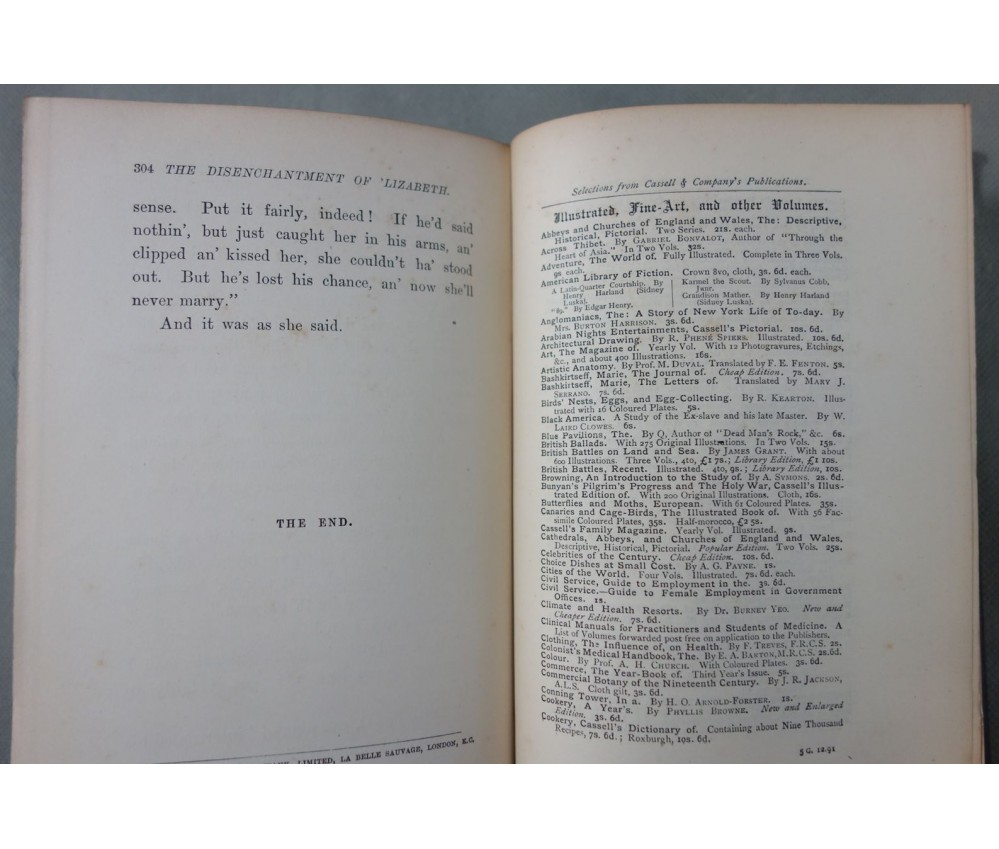 304 THE DISENCHANTMENT OF 'LIZABETH.
sense. Put it fairly, indeed! If he'd said
nothin', but just caught her in his arms, an'
clipped an' kissed her, she couldn't ha' stood
out. But he's lost his chance, an' now she'll
never marry."
And it was as she said.
THE END.
LIMITED, LA BELLE SAUVAGE, LONDON, E.C.
Selections from Cassell & Company's Publications.
Illustrated, Fine-Art, and other Volumes.
Abbeys and Churches of England and Wales, The: Descriptive,
Historical, Pictorial. Two Series. 21s. each.
Across Thibet. By GABRIEL BONVALOT, Author of "Through the
Heart of Asia." In Two Vols. 32s.
Adventure, The World of. Fully Illustrated. Complete in Three Vols.
9s each.
American Library of Fiction. Crown 8vo, cloth, 3s. 6d. each.
A Latin-Quarter Courtship. By
Henry Harland (Sidney
Luska).
"89." By Edgar Henry.
Karmel the Scout. By Sylvanus Cobb,
Junr.
Grandison Mather. By Henry Harland
(Sidney Luska).
Anglomaniacs, The: A Story of New York Life of To-day. By
Mrs. BURTON HARRISON. 3s. 6d.
Arabian Nights Entertainments, Cassell's Pictorial. 10s. 6d.
Architectural Drawing. By R. PHENÉ SPIERS. Illustrated. 10s. 6d.
Art, The Magazine of. Yearly Vol. With 12 Photogravures, Etchings,
&c., and about 400 Illustrations. 16s.
Artistic Anatomy. By Prof. M. DUVAL. Translated by F. E. FENTON. 5s.
Bashkirtseff, Marie, The Journal of. Cheap Edition. 7s. 6d.
Bashkirtseff, Marie, The Letters of. Translated by MARY J.
SERRANO. 7s. 6d.
Birds' Nests, Eggs, and Egg-Collecting. By R. KEARTON. Illus-
trated with 16 Coloured Plates. 5s.
Black America. A Study of the Ex-slave and his late Master. By W.
LAIRD CLOWES. 6s.
Blue Pavilions, The. By Q, Author of "Dead Man's Rock," &c. 6s.
British Ballads. With 275 Original Illustrations. In Two Vols. 15s.
British Battles on Land and Sea. By JAMES GRANT. With about
600 Illustrations. Three Vols., 4to, £1 7s.; Library Edition, £1 10s.
British Battles, Recent. Illustrated. 4to, 9s.; Library Edition, 10s.
Browning, An Introduction to the Study of. By A. SYMONS. 2s. 6d.
Bunyan's Pilgrim's Progress and The Holy War, Cassell's Illus-
trated Edition of. With 200 Original Illustrations. Cloth, 16s.
Butterflies and Moths, European. With 61 Coloured Plates. 35s.
Canaries and Cage-Birds, The Illustrated Book of. With 56 Fac-
simile Coloured Plates, 35s. Half-morocco, £2 5s.
Cassell's Family Magazine. Yearly Vol. Illustrated. 9s.
Cathedrals, Abbeys, and Churches of England and Wales.
Descriptive, Historical, Pictorial. Popular Edition. Two Vols. 25s.
Celebrities of the Century. Cheap Edition. 10s. 6d.
Choice Dishes at Small Cost. By A. G. PAYNE. 1s.
Cities of the World. Four Vols. Illustrated. 7s. 6d. each.
Civil Service, Guide to Employment in the. 3s. 6d.
Civil Service.—Guide to Female Employment in Government
Offices. 1s.
Climate and Health Resorts. By Dr. BURNEY YEO. New and
Cheaper Edition. 7s. 6d.
Clinical Manuals for Practitioners and Students of Medicine. A
List of Volumes forwarded post free on application to the Publishers.
Clothing, The Influence of, on Health. By F. TREVES, F.R.C.S. 2s.
Colonist's Medical Handbook, The. By E. A. BARTON, M.R.C.S. 2s. 6d.
Colour. By Prof. A. H. CHURCH. With Coloured Plates. 3s. 6d.
Commerce, The Year-Book of. Third Year's Issue. 5s.
Commercial Botany of the Nineteenth Century. By J. R. JACKSON,
A.L.S. Cloth gilt, 3s. 6d.
Conning Tower, In a. By H. O. ARNOLD-FORSTER. 1s.
Cookery, A Year's. By PHYLLIS BROWNE. New and Enlarged
Edition. 3s. 6d.
Cookery, Cassell's Dictionary of. Containing about Nine Thousand
Recipes, 7s. 6d.; Roxburgh, 10s. 6d.
5 G. 12.91